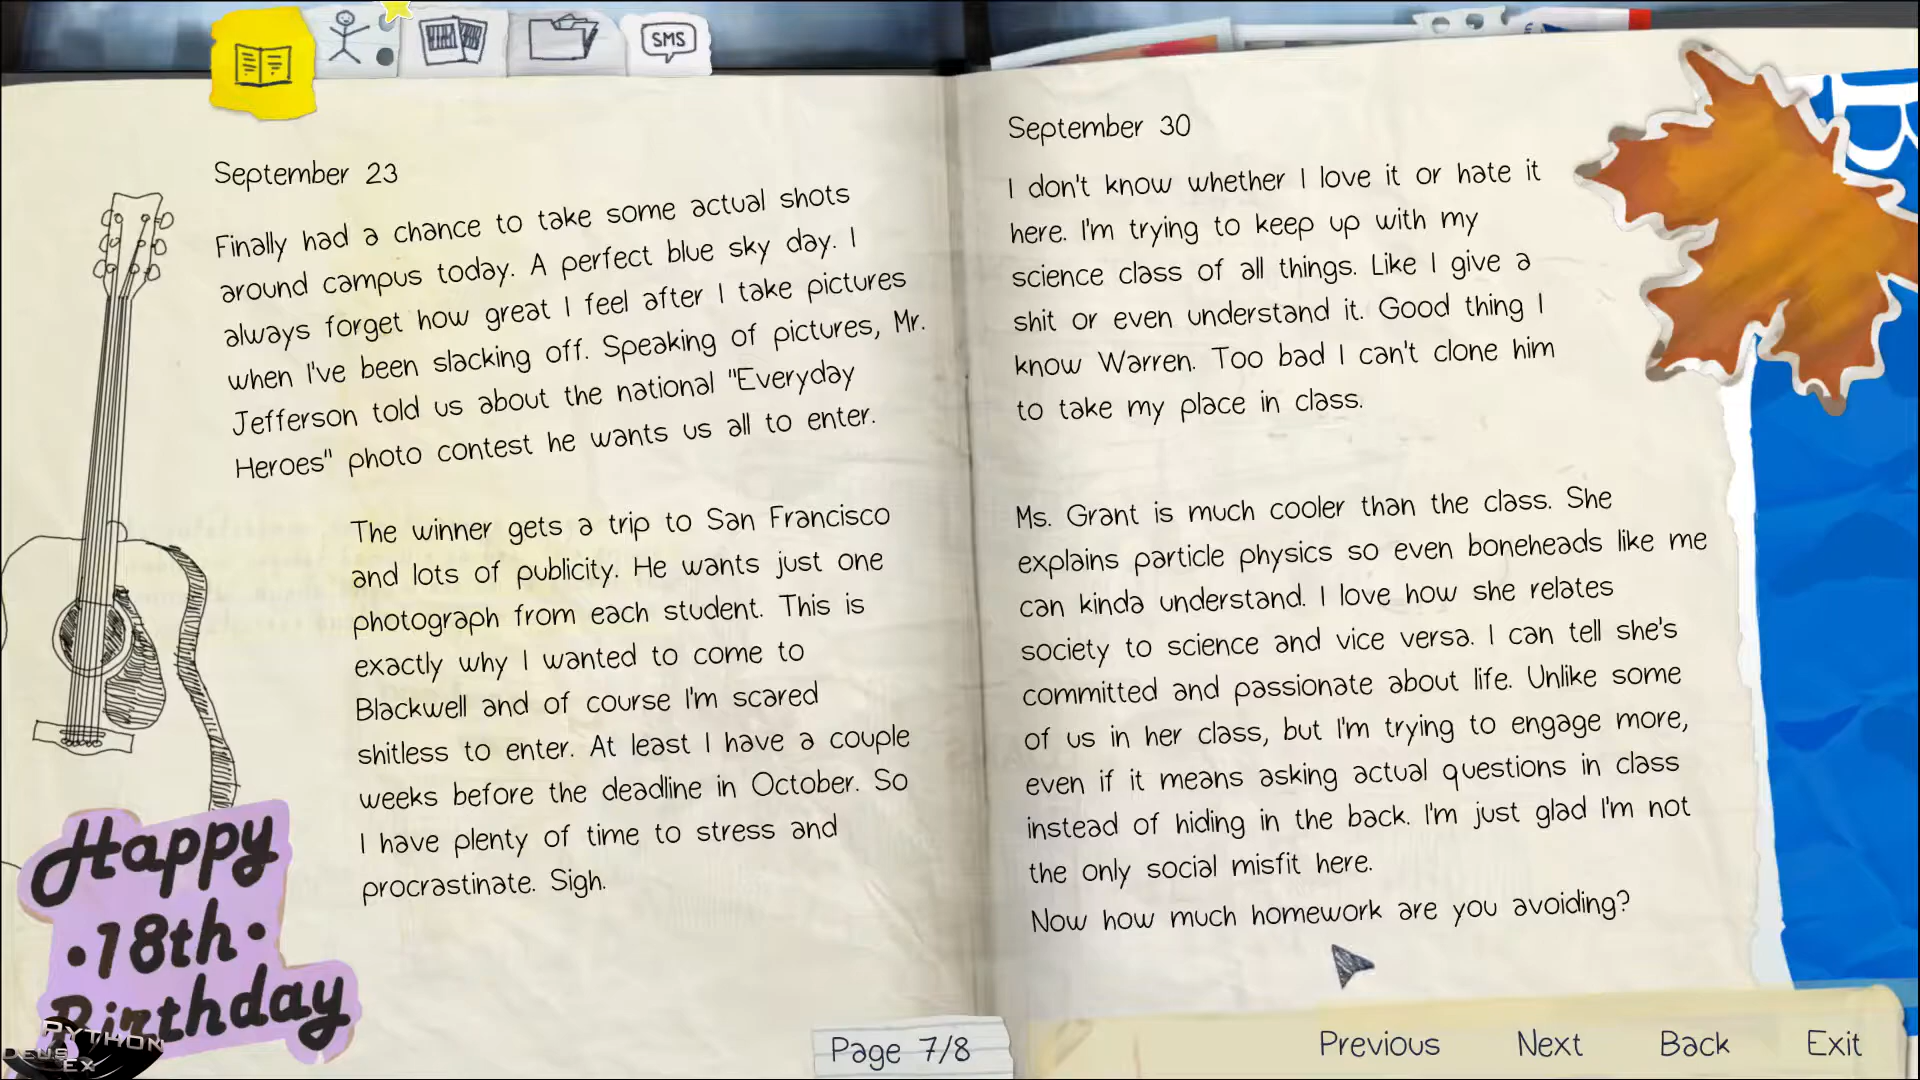 SMS
September 23
Finally had a chance to take some actual shots
around campus today. A perfect blue sky day. I
always forget how great I feel after I take pictures
when I've been slacking off. Speaking of pictures, Mr.
Jefferson told us about the national "Everyday
Heroes" photo contest he wants us all to enter.
The winner gets a trip to San Francisco
and lots of publicity. He wants just one
photograph from each student. This is
exactly why I wanted to come to
Blackwell and of course I'm scared
shitless to enter. At least I have a couple
weeks before the deadline in October. So
I have plenty of time to stress and
procrastinate. Sigh.
Happy
•18th•
Birthday
PYTHON
DEUS
EX
September 30
I don't know whether I love it or hate it
here. I'm trying to keep up with my
science class of all things. Like I give a
shit or even understand it. Good thing I
know Warren. Too bad I can't clone him
to take my place in class.
Ms. Grant is much cooler than the class. She
explains particle physics so even boneheads like me
can kinda understand. I love how she relates
society to science and vice versa. I can tell she's
committed and passionate about life. Unlike some
of us in her class, but I'm trying to engage more,
even if it means asking actual questions in class
instead of hiding in the back. I'm just glad I'm not
the only social misfit here.
Now how much homework are you avoiding?
B
Page 7/8
Previous Next Back Exit